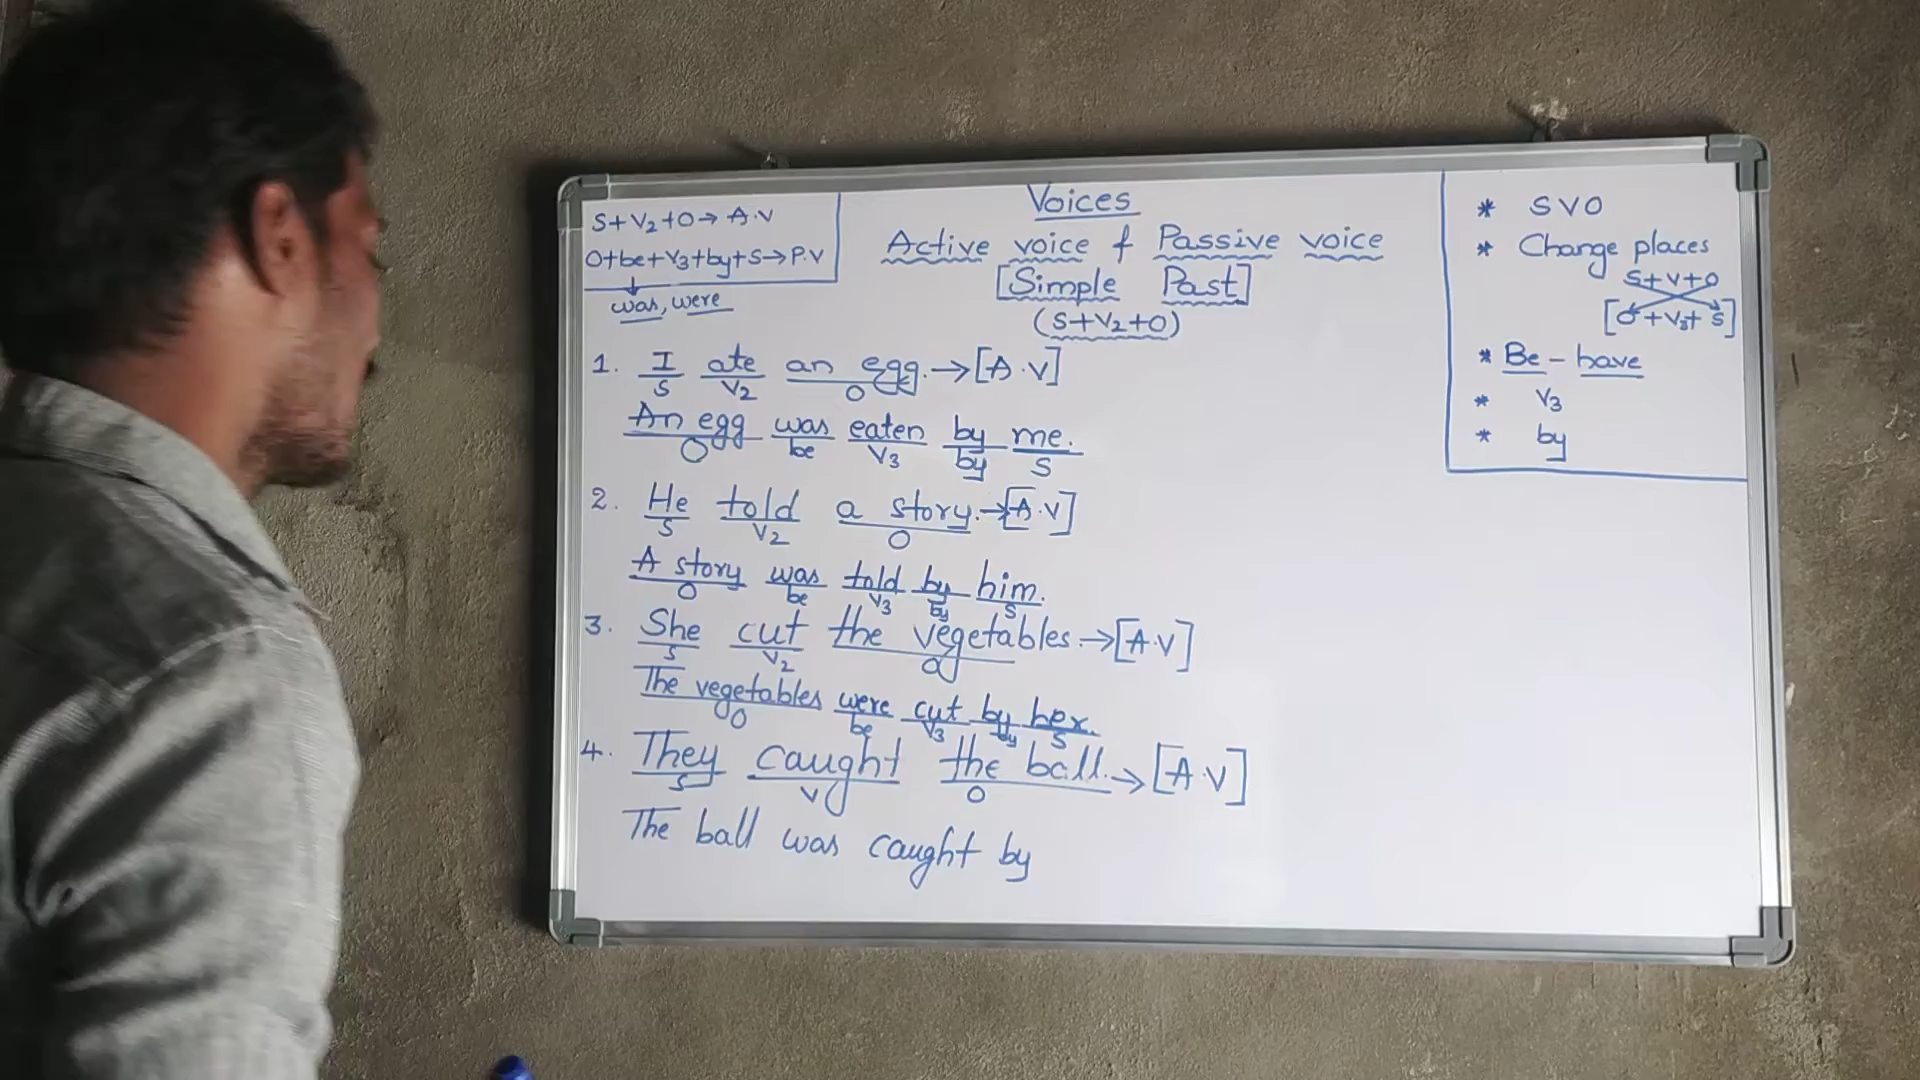 S+V2+O→ A.V
O+be+V3+by+S→P.V
was, were
Voices
Active voice & Passive voice
[Simple Past]
(S+V2+O)
* SVO
* Change places
S+V+O
[O+V3+S]
* Be - have
* V3
* by
1. I ate an egg.→[A.V]
S V2 O
An egg was eaten by me.
O be V3 by S
2. He told a story.→[A.V]
S V2 O
A story was told by him.
O be V3 by S
3. She cut the vegetables.→[A.V]
S V2 O
The vegetables were cut by her.
O be V3 by S
4. They caught the ball.→[A.V]
S V O
The ball was caught by